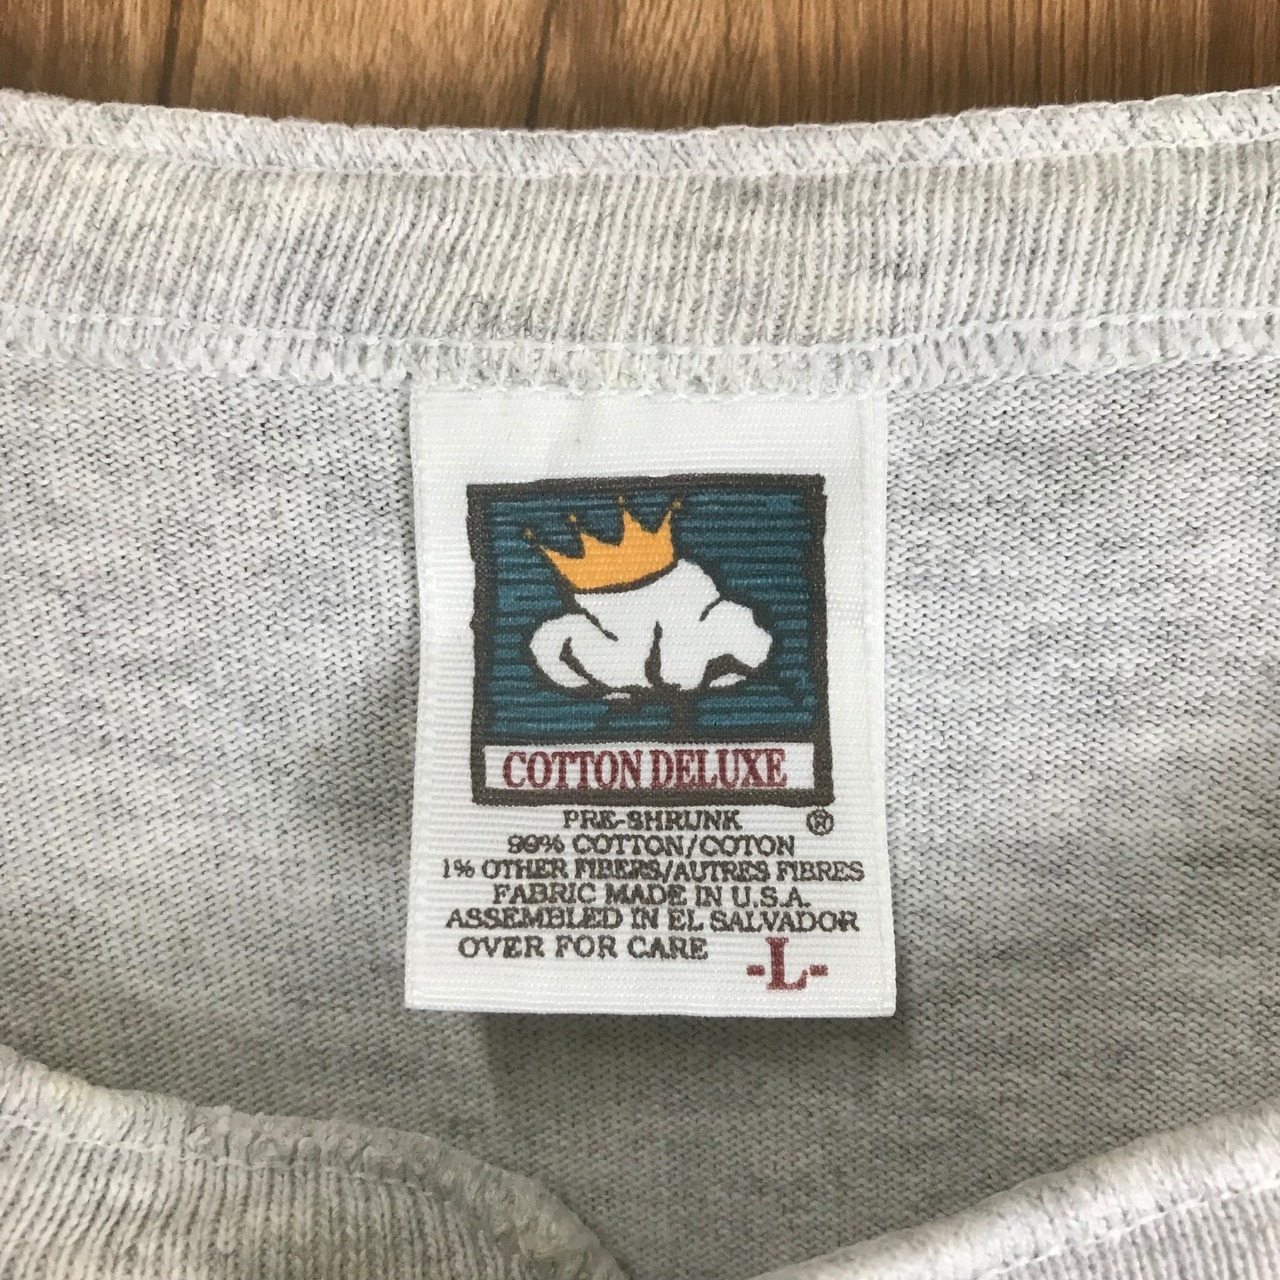 COTTON DELUXE
®
PRE-SHRUNK
99% COTTON/COTON
1% OTHER FIBERS/AUTRES FIBRES
FABRIC MADE IN U.S.A.
ASSEMBLED IN EL SALVADOR
OVER FOR CARE
-L-